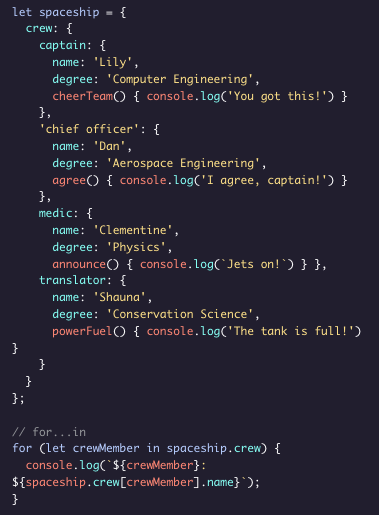 let spaceship = {
  crew: {
    captain: {
      name: 'Lily',
      degree: 'Computer Engineering',
      cheerTeam() { console.log('You got this!') }
    },
    'chief officer': {
      name: 'Dan',
      degree: 'Aerospace Engineering',
      agree() { console.log('I agree, captain!') }
    },
    medic: {
      name: 'Clementine',
      degree: 'Physics',
      announce() { console.log(`Jets on!`) } },
    translator: {
      name: 'Shauna',
      degree: 'Conservation Science',
      powerFuel() { console.log('The tank is full!')
}
    }
  }
};
// for...in
for (let crewMember in spaceship.crew) {
  console.log(`${crewMember}:
${spaceship.crew[crewMember].name}`);
}